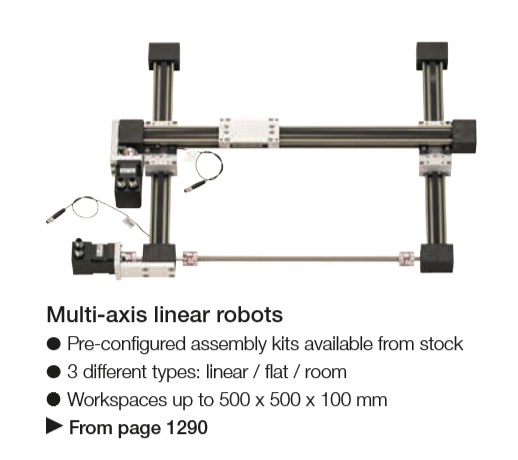 Multi-axis linear robots
● Pre-configured assembly kits available from stock
● 3 different types: linear / flat / room
● Workspaces up to 500 x 500 x 100 mm
▶ From page 1290